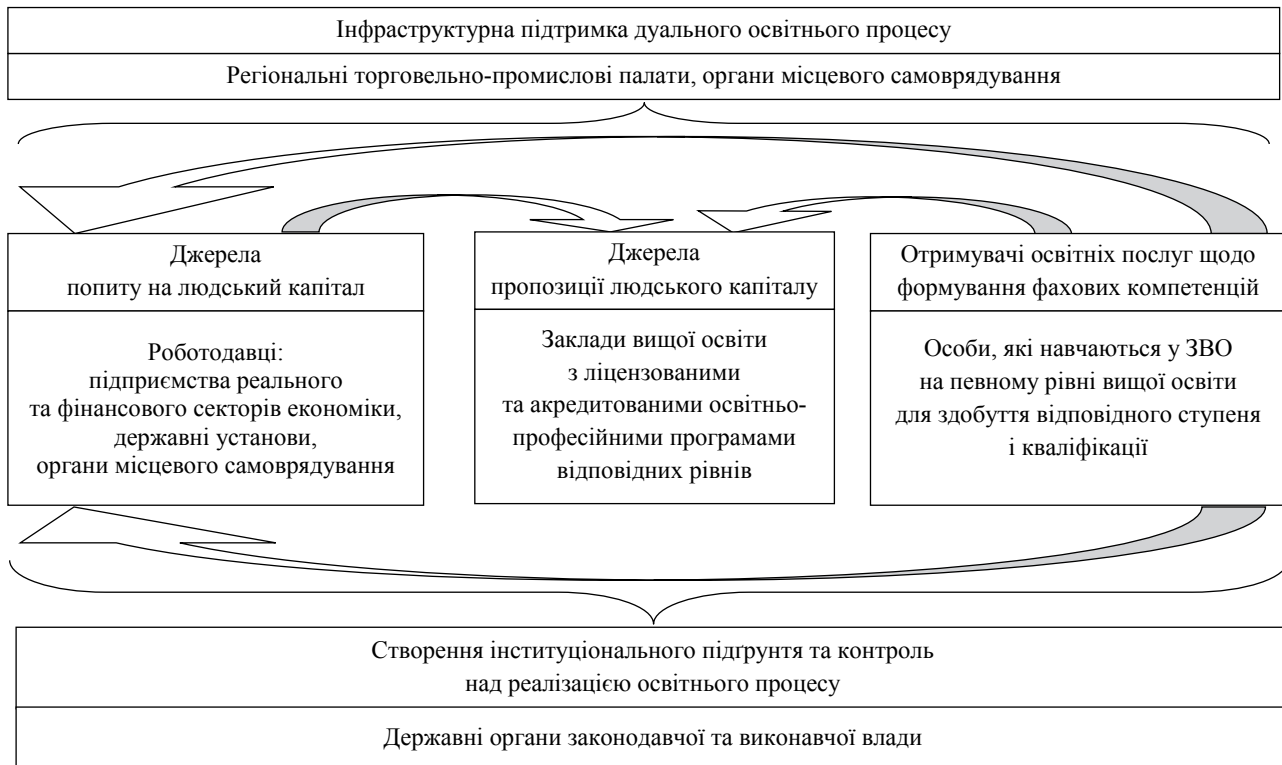 Інфраструктурна підтримка дуального освітнього процесу
Регіональні торговельно-промислові палати, органи місцевого самоврядування
Джерела
попиту на людський капітал
Роботодавці:
підприємства реального
та фінансового секторів економіки,
державні установи,
органи місцевого самоврядування
Джерела
пропозиції людського капіталу
Заклади вищої освіти
з ліцензованими
та акредитованими освітньо-
професійними програмами
відповідних рівнів
Отримувачі освітніх послуг щодо
формування фахових компетенцій
Особи, які навчаються у ЗВО
на певному рівні вищої освіти
для здобуття відповідного ступеня
і кваліфікації
Створення інституціонального підґрунтя та контроль
над реалізацією освітнього процесу
Державні органи законодавчої та виконавчої влади